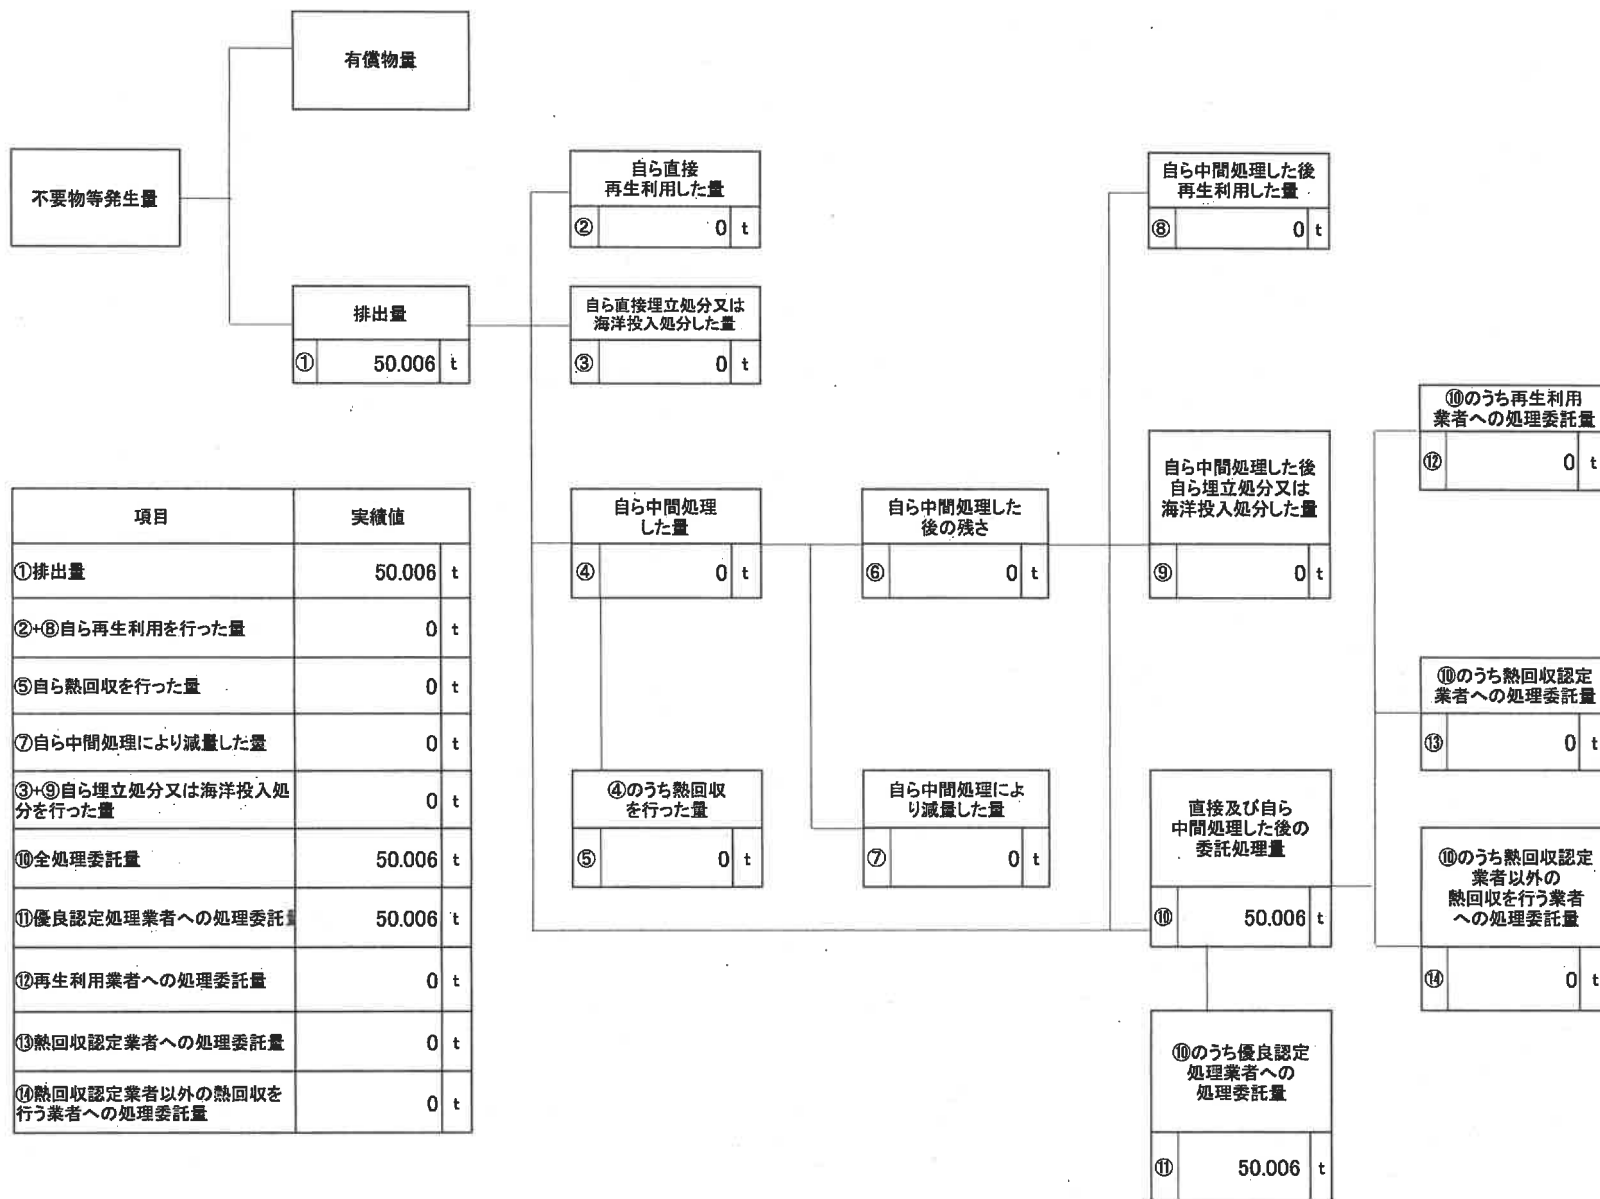 有償物量
不要物等発生量
排出量
① 50.006 t
自ら直接
再生利用した量
② 0 t
自ら直接埋立処分又は
海洋投入処分した量
③ 0 t
自ら中間処理
した量
④ 0 t
④のうち熱回収
を行った量
⑤ 0 t
自ら中間処理した
後の残さ
⑥ 0 t
自ら中間処理によ
り減量した量
⑦ 0 t
自ら中間処理した後
再生利用した量
⑧ 0 t
自ら中間処理した後
自ら埋立処分又は
海洋投入処分した量
⑨ 0 t
直接及び自ら
中間処理した後の
委託処理量
⑩ 50.006 t
⑩のうち優良認定
処理業者への
処理委託量
⑪ 50.006 t
⑩のうち再生利用
業者への処理委託量
⑫ 0 t
⑩のうち熱回収認定
業者への処理委託量
⑬ 0 t
⑩のうち熱回収認定
業者以外の
熱回収を行う業者
への処理委託量
⑭ 0 t
項目 実績値
①排出量 50.006 t
②+⑧自ら再生利用を行った量 0 t
⑤自ら熱回収を行った量 0 t
⑦自ら中間処理により減量した量 0 t
③+⑨自ら埋立処分又は海洋投入処
分を行った量 0 t
⑩全処理委託量 50.006 t
⑪優良認定処理業者への処理委託量 50.006 t
⑫再生利用業者への処理委託量 0 t
⑬熱回収認定業者への処理委託量 0 t
⑭熱回収認定業者以外の熱回収を
行う業者への処理委託量 0 t